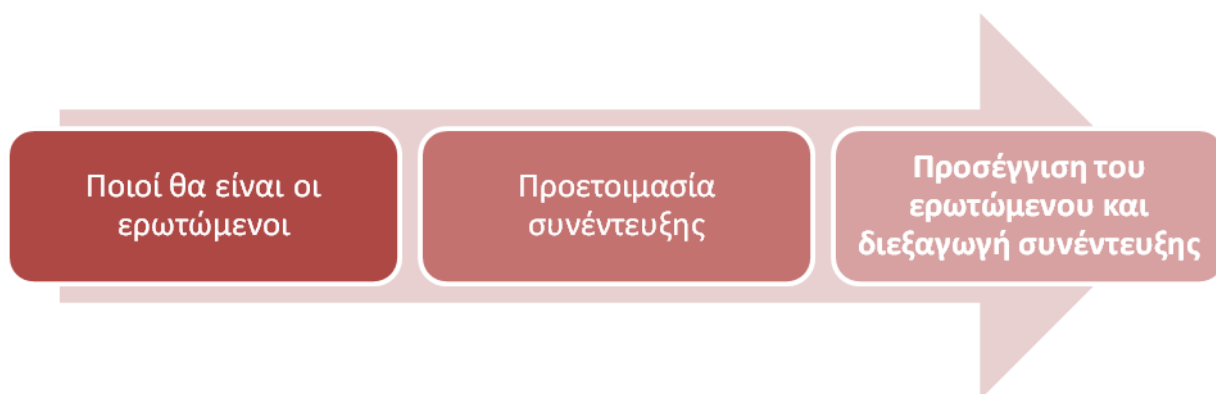 Ποιοί θα είναι οι
ερωτώμενοι
Προετοιμασία
συνέντευξης
Προσέγγιση του
ερωτώμενου και
διεξαγωγή συνέντευξης